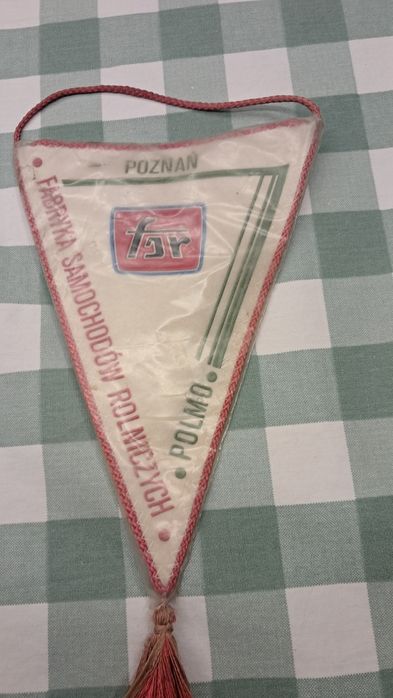 POZNAŃ
fsr
• FABRYKA SAMOCHODÓW ROLNICZYCH •
• POLMO •